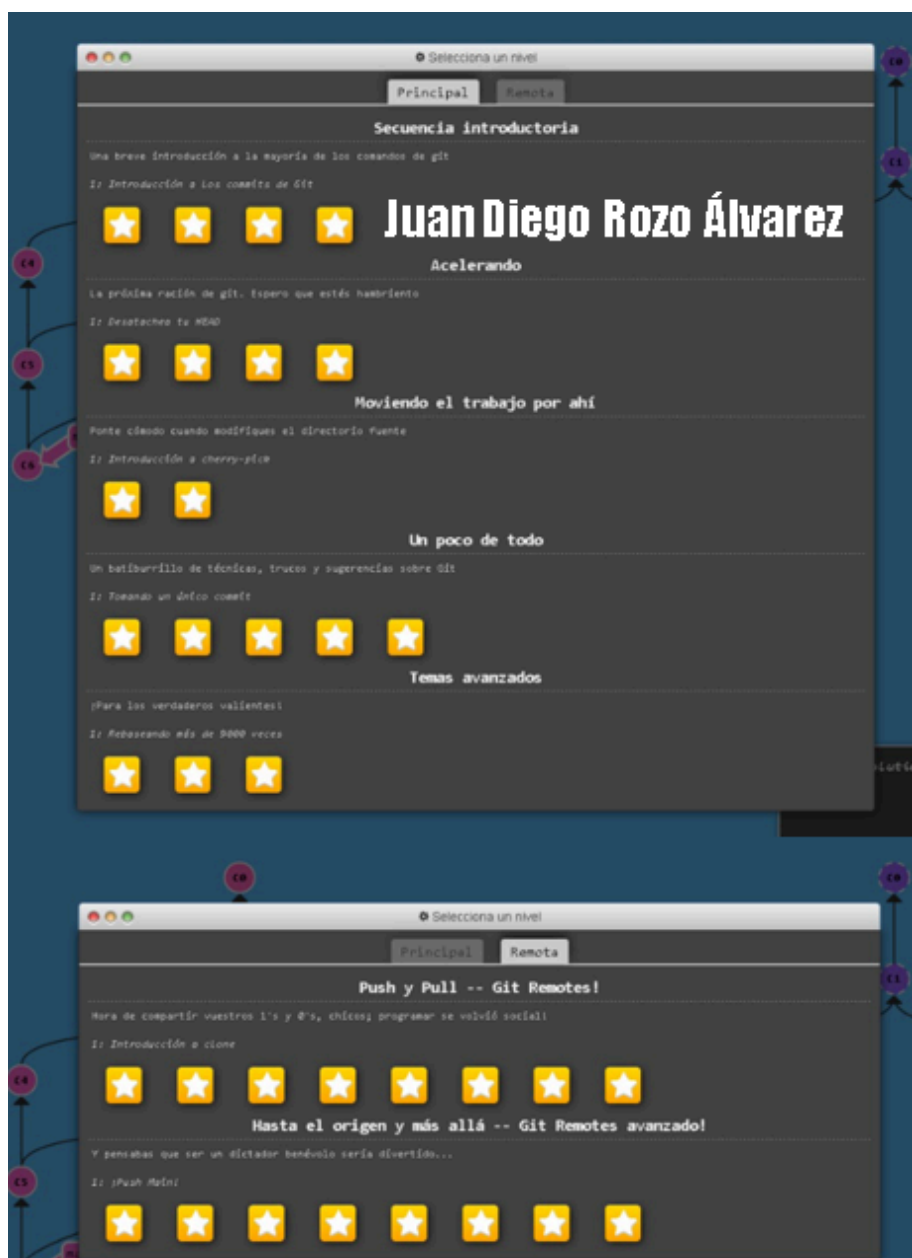 Selecciona un nivel
Principal Remota
C0
Secuencia introductoria
Una breve introducción a la mayoría de los comandos de git
C1
1: Introducción a los commits de Git
Juan Diego Rozo Álvarez
C4
Acelerando
La próxima ración de git. Espero que estés hambriento
1: Desatachea tu HEAD
C5
Moviendo el trabajo por ahí
Ponte cómodo cuando modifiques el directorio fuente
C6
1: Introducción a cherry-pick
Un poco de todo
Un batiburrillo de técnicas, trucos y sugerencias sobre Git
1: Tomando un único commit
Temas avanzados
¡Para los verdaderos valientes!
1: Rebaseando más de 9000 veces
C0
C0
Selecciona un nivel
Principal Remota
C1
Push y Pull -- Git Remotes!
Hora de compartir vuestros 1's y 0's, chicos; programar se volvió social!
1: Introducción a clone
C4
Hasta el origen y más allá -- Git Remotes avanzado!
Y pensabas que ser un dictador benévolo sería divertido...
C5
1: ¡Push Main!